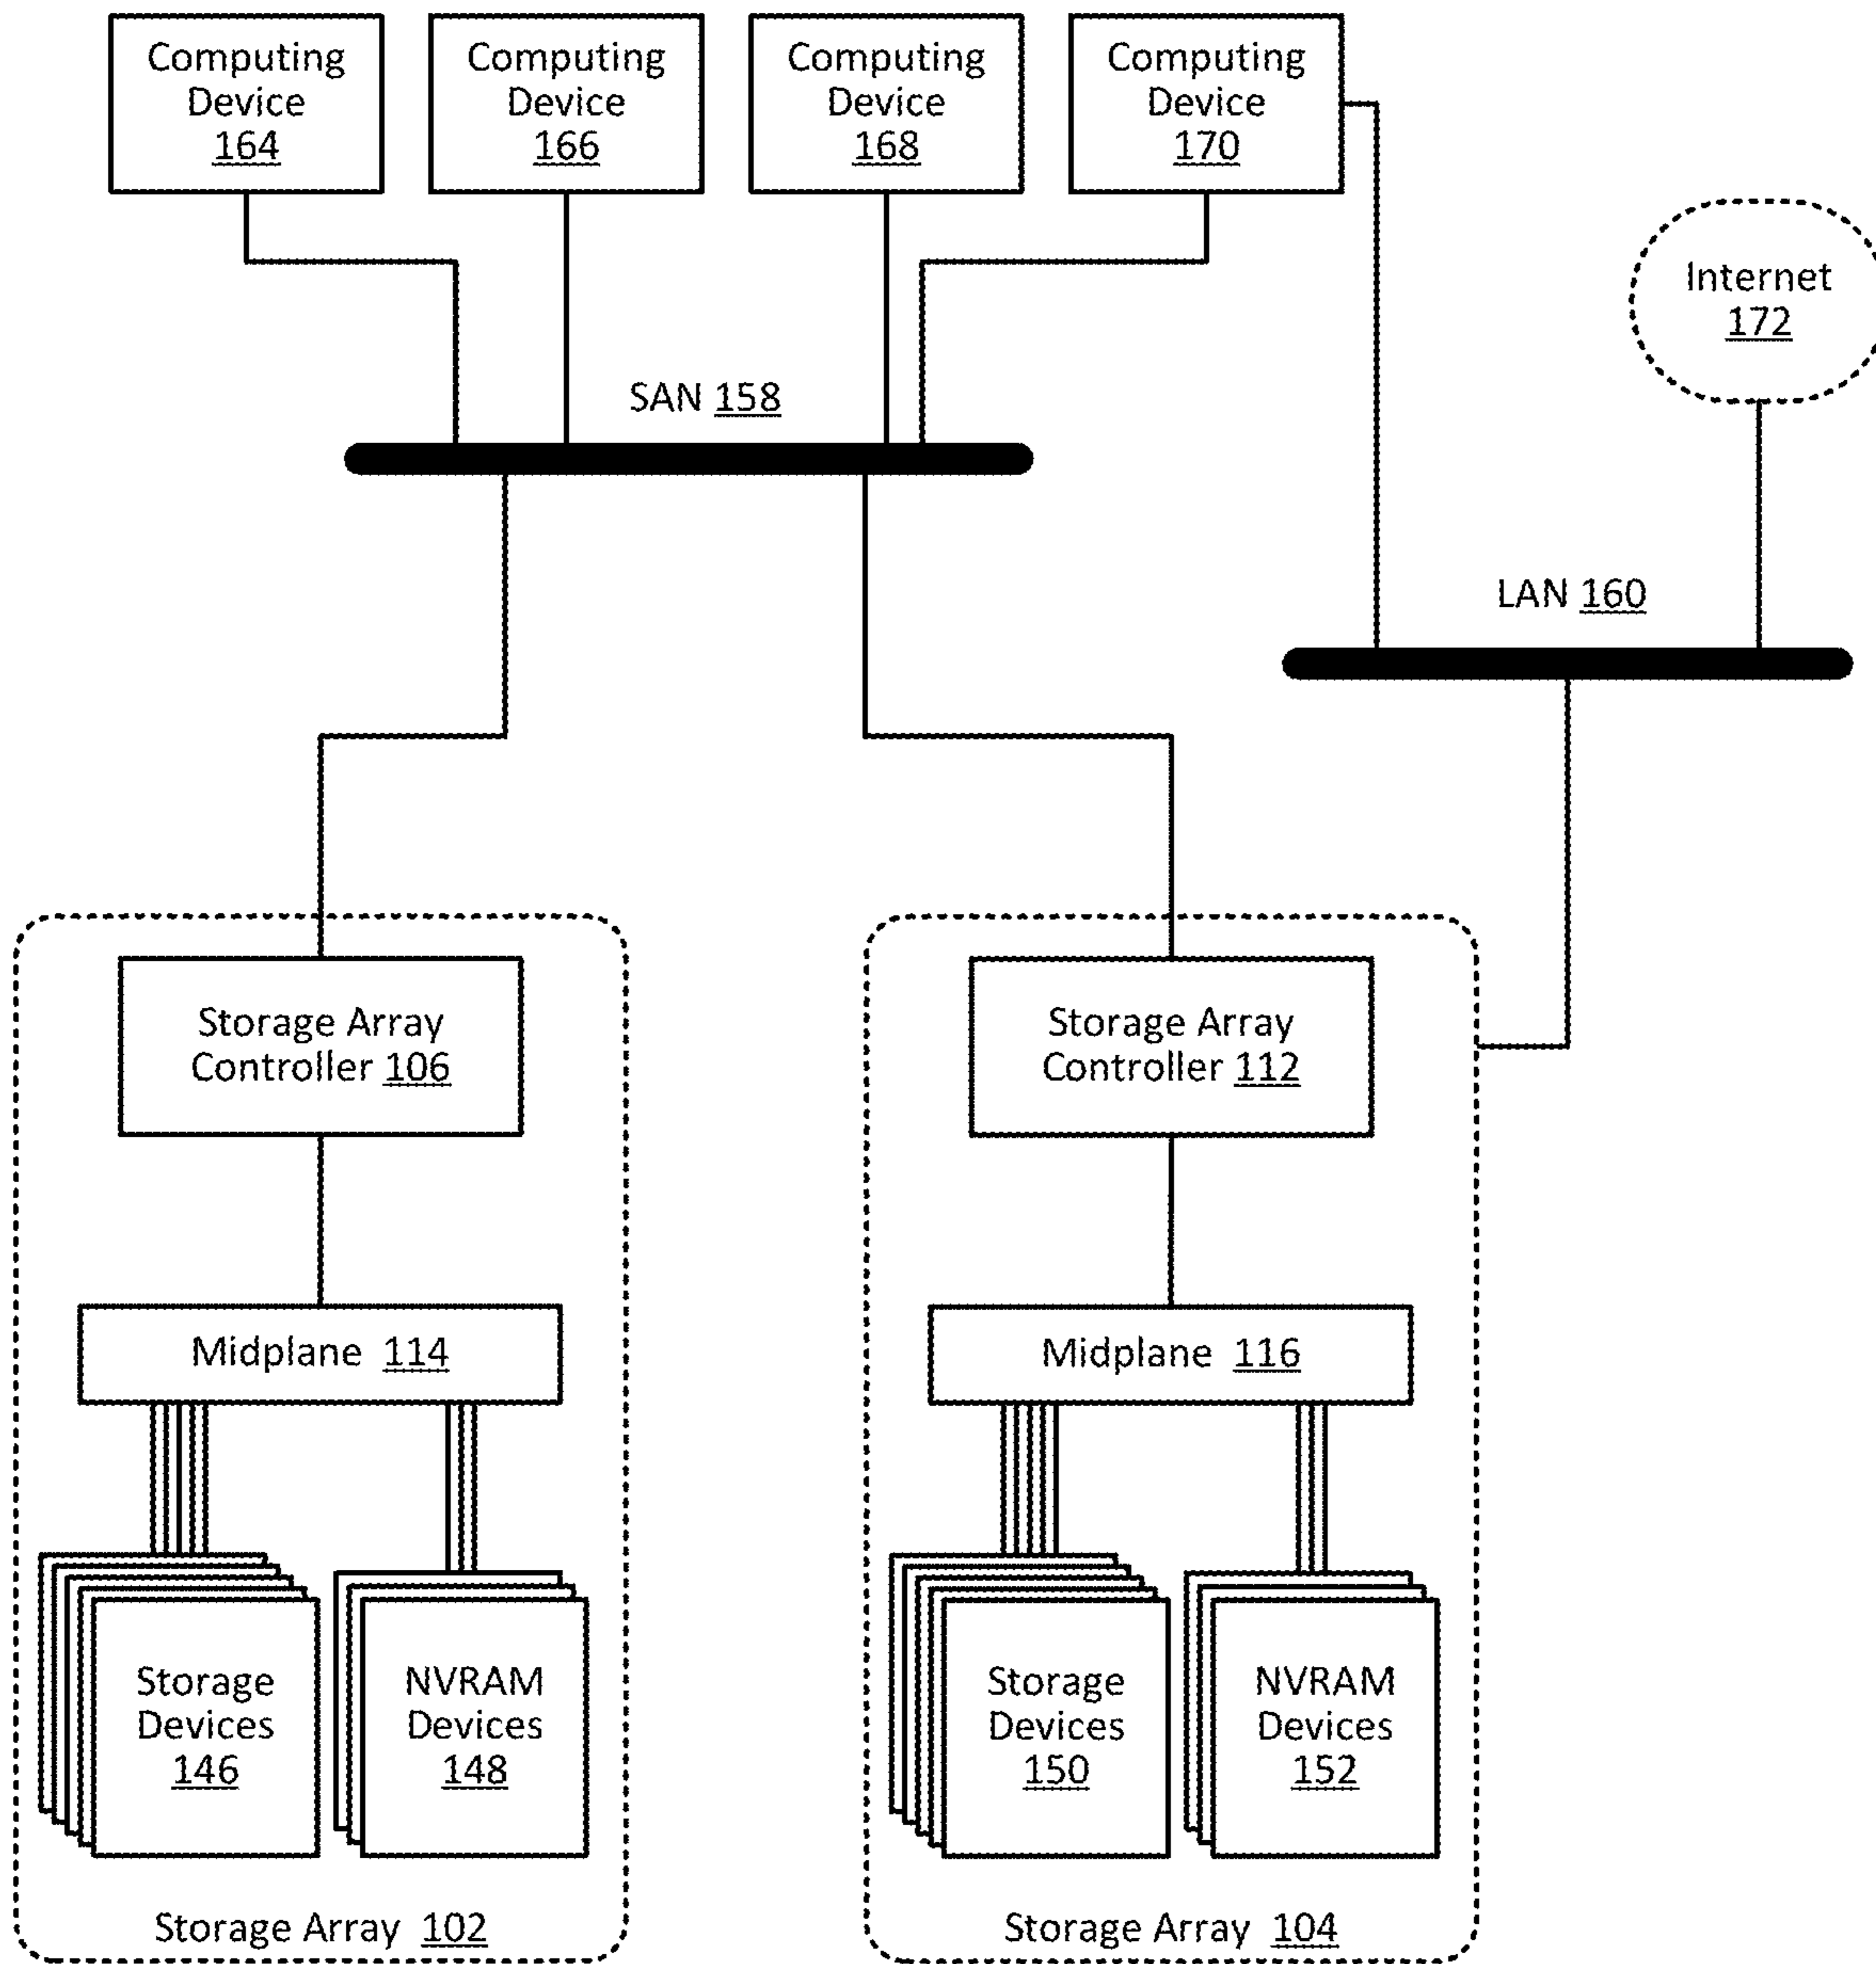 Computing
Device
164
Computing
Device
166
Computing
Device
168
Computing
Device
170
Internet
172
SAN 158
LAN 160
Storage Array
Controller 106
Storage Array
Controller 112
Midplane 114
Midplane 116
Storage
Devices
146
NVRAM
Devices
148
Storage
Devices
150
NVRAM
Devices
152
Storage Array 102
Storage Array 104